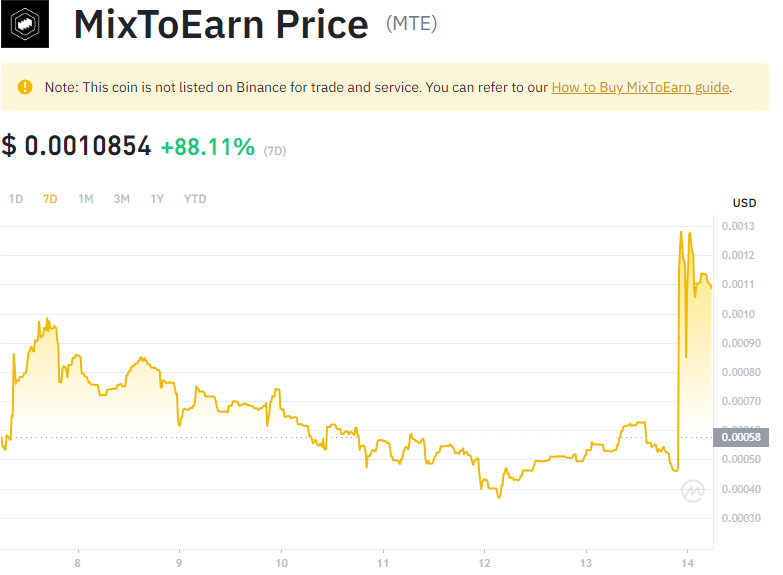 MixToEarn Price (MTE)
Note: This coin is not listed on Binance for trade and service. You can refer to our How to Buy MixToEarn guide.
$ 0.0010854 +88.11% (7D)
1D 7D 1M 3M 1Y YTD
USD
0.0013
0.0012
0.0011
0.0010
0.00090
0.00080
0.00070
0.00058
0.00050
0.00040
0.00030
8 9 10 11 12 13 14